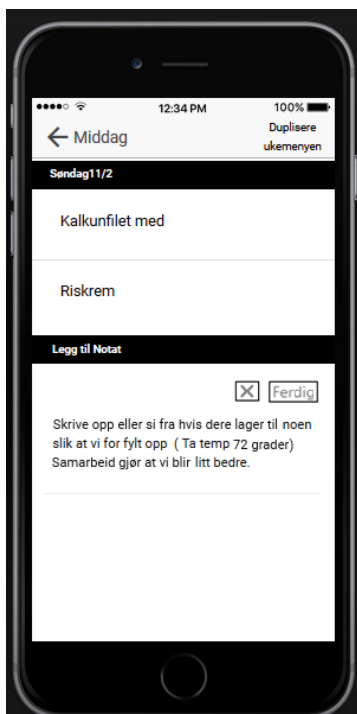 12:34 PM
100%
Middag
Duplisere
ukemenyen
Søndag11/2
Kalkunfilet med
Riskrem
Legg til Notat
Ferdig
Skrive opp eller si fra hvis dere lager til noen
slik at vi for fylt opp ( Ta temp 72 grader)
Samarbeid gjør at vi blir litt bedre.